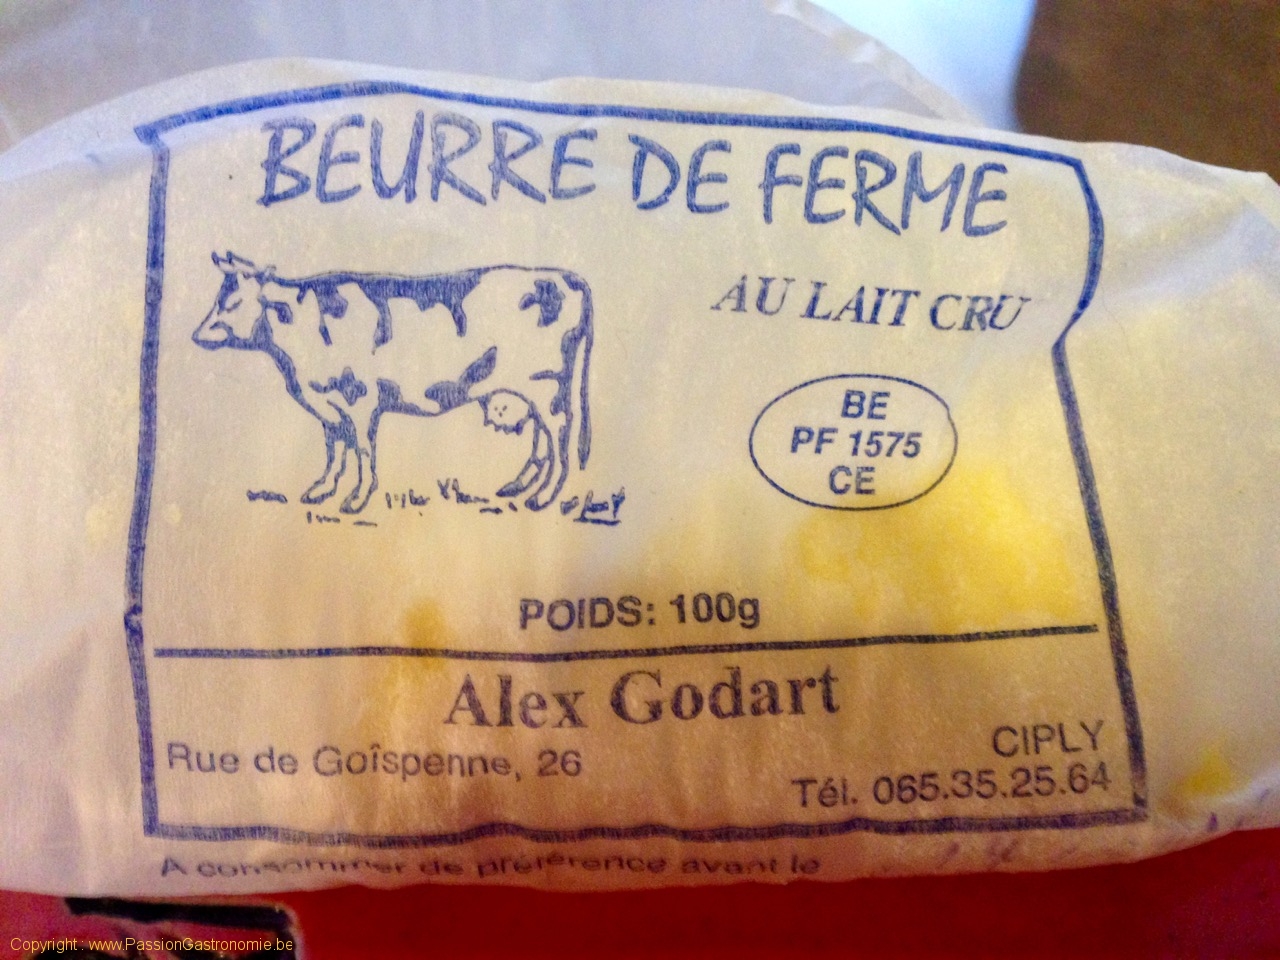 BEURRE DE FERME
AU LAIT CRU
BE
PF 1575
CE
POIDS: 100g
Alex Godart
Rue de Goîspenne, 26
CIPLY
Tél. 065.35.25.64
A consommer de préférence avant le
Copyright : www.PassionGastronomie.be